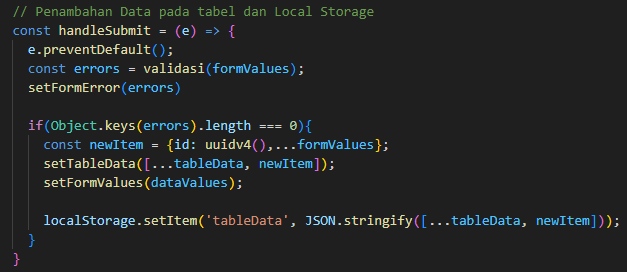 // Penambahan Data pada tabel dan Local Storage
const handleSubmit = (e) => {
  e.preventDefault();
  const errors = validasi(formValues);
  setFormError(errors)

  if(Object.keys(errors).length === 0){
    const newItem = {id: uuidv4(),...formValues};
    setTableData([...tableData, newItem]);
    setFormValues(dataValues);

    localStorage.setItem('tableData', JSON.stringify([...tableData, newItem]));
  }
}